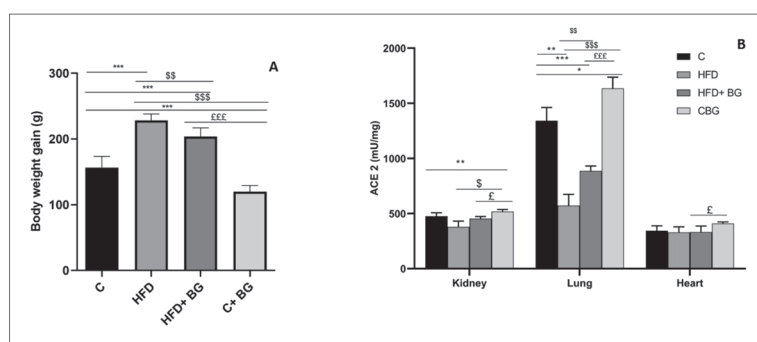 A
***
$$
***
$$$
***
£££
Body weight gain (g)
300
200
100
0
C
HFD
HFD+ BG
C+ BG
B
$$
** $$$
*** £££
*
**
$
£
£
ACE 2 (mU/mg)
2000
1500
1000
500
0
Kidney
Lung
Heart
C
HFD
HFD+ BG
CBG